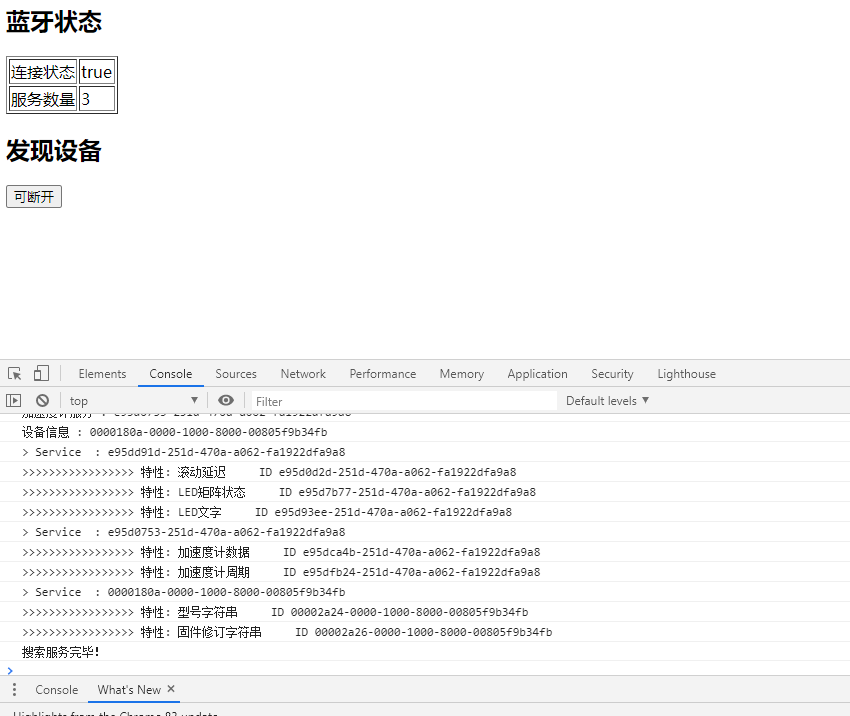 蓝牙状态
连接状态 true
服务数量 3
发现设备
可断开
Elements Console Sources Network Performance Memory Application Security Lighthouse
top Filter Default levels
设备信息 : 0000180a-0000-1000-8000-00805f9b34fb
> Service : e95dd91d-251d-470a-a062-fa1922dfa9a8
>>>>>>>>>>>>>>>>> 特性: 滚动延迟 ID e95d0d2d-251d-470a-a062-fa1922dfa9a8
>>>>>>>>>>>>>>>>> 特性: LED矩阵状态 ID e95d7b77-251d-470a-a062-fa1922dfa9a8
>>>>>>>>>>>>>>>>> 特性: LED文字 ID e95d93ee-251d-470a-a062-fa1922dfa9a8
> Service : e95d0753-251d-470a-a062-fa1922dfa9a8
>>>>>>>>>>>>>>>>> 特性: 加速度计数据 ID e95dca4b-251d-470a-a062-fa1922dfa9a8
>>>>>>>>>>>>>>>>> 特性: 加速度计周期 ID e95dfb24-251d-470a-a062-fa1922dfa9a8
> Service : 0000180a-0000-1000-8000-00805f9b34fb
>>>>>>>>>>>>>>>>> 特性: 型号字符串 ID 00002a24-0000-1000-8000-00805f9b34fb
>>>>>>>>>>>>>>>>> 特性: 固件修订字符串 ID 00002a26-0000-1000-8000-00805f9b34fb
搜索服务完毕!
>
Console What's New ×
Highlights from the Chrome 83 update